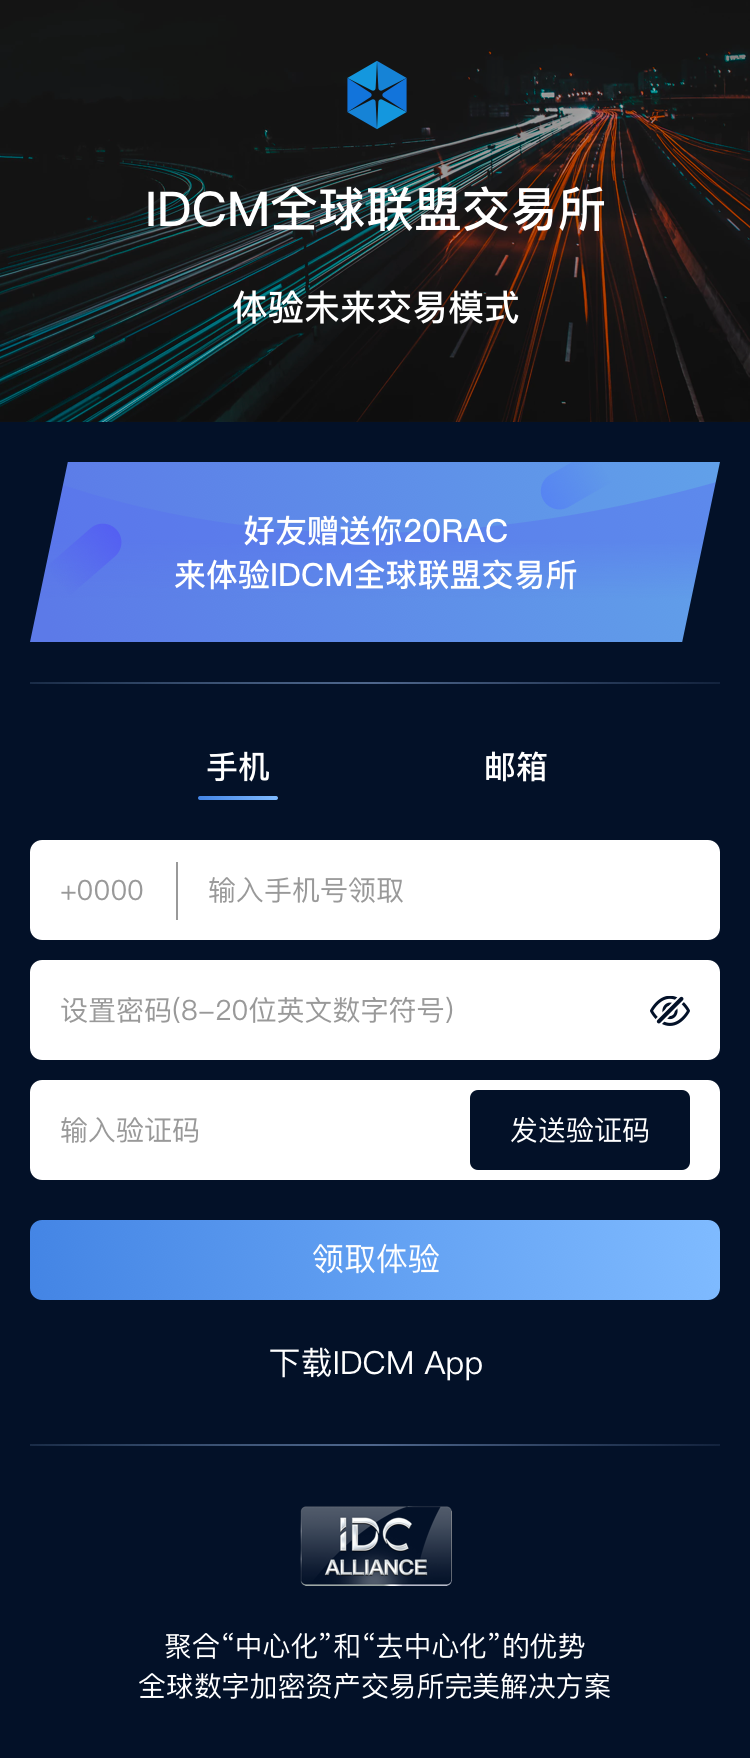 IDCM全球联盟交易所
体验未来交易模式
好友赠送你20RAC
来体验IDCM全球联盟交易所
手机 邮箱
+0000 输入手机号领取
设置密码(8-20位英文数字符号)
输入验证码 发送验证码
领取体验
下载IDCM App
IDC
ALLIANCE
聚合“中心化”和“去中心化”的优势
全球数字加密资产交易所完美解决方案